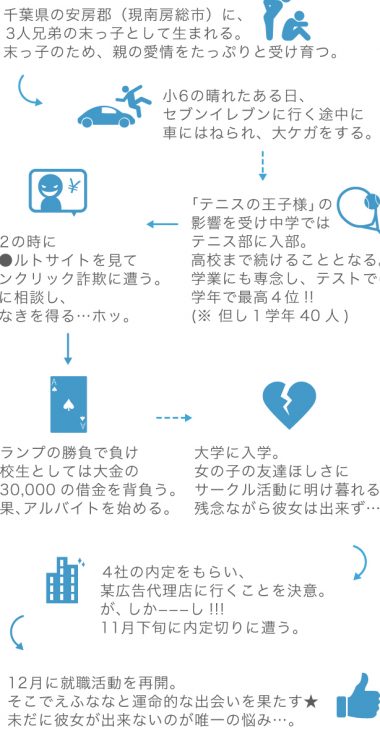 千葉県の安房郡（現南房総市）に、
3人兄弟の末っ子として生まれる。
末っ子のため、親の愛情をたっぷりと受け育つ。
小6の晴れたある日、
セブンイレブンに行く途中に
車にはねられ、大ケガをする。
「テニスの王子様」の
影響を受け中学では
テニス部に入部。
高校まで続けることとなる。
学業にも専念し、テストで
学年で最高４位 !!
(※ 但し１学年 40 人 )
¥
2の時に
●ルトサイトを見て
ンクリック詐欺に遭う。
に相談し、
なきを得る…ホッ。
A
A
ランプの勝負で負け
校生としては大金の
30,000 の借金を背負う。
果、アルバイトを始める。
大学に入学。
女の子の友達ほしさに
サークル活動に明け暮れる
残念ながら彼女は出来ず…
4社の内定をもらい、
某広告代理店に行くことを決意。
が、しか−−−し !!!
11月下旬に内定切りに遭う。
12月に就職活動を再開。
そこでえふななと運命的な出会いを果たす★
未だに彼女が出来ないのが唯一の悩み…。